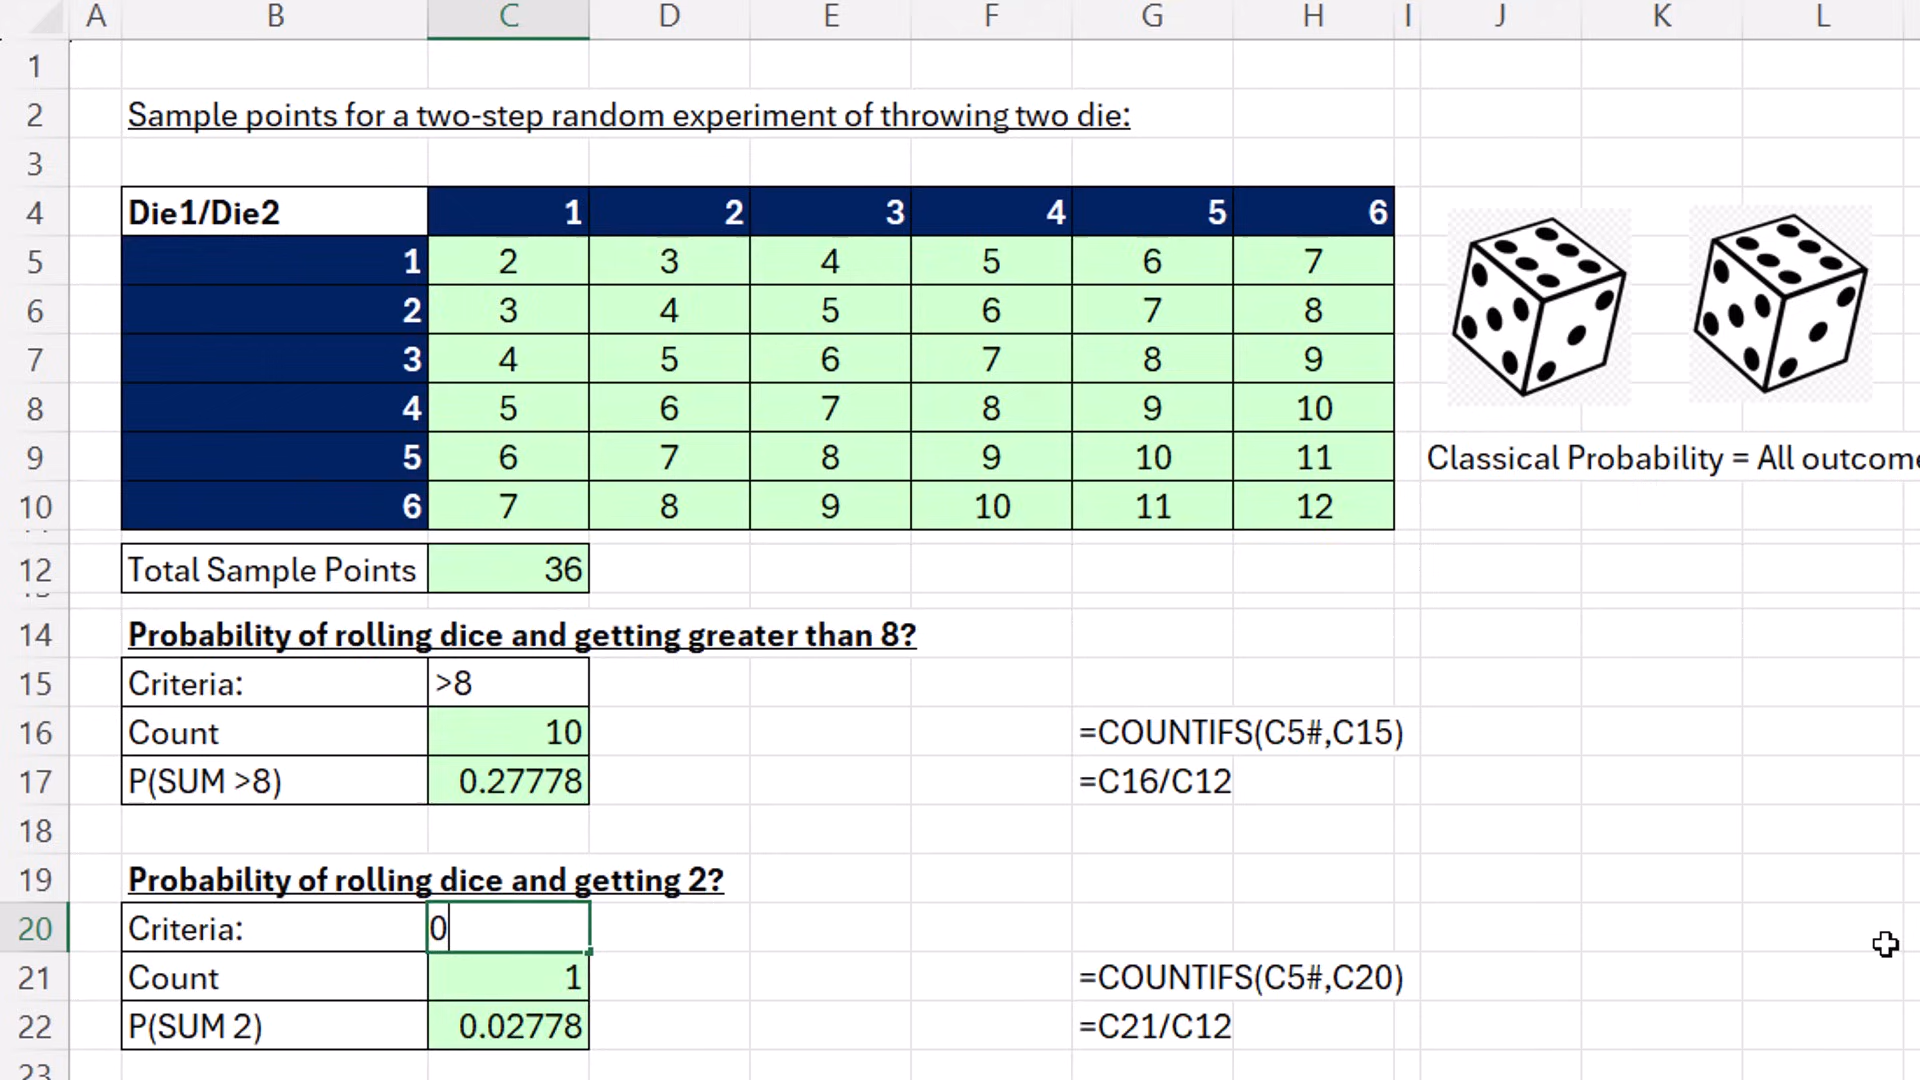 A B C D E F G H I J K L
1
2 Sample points for a two-step random experiment of throwing two die:
3
4 Die1/Die2 1 2 3 4 5 6
5 1 2 3 4 5 6 7
6 2 3 4 5 6 7 8
7 3 4 5 6 7 8 9
8 4 5 6 7 8 9 10
9 5 6 7 8 9 10 11 Classical Probability = All outcome
10 6 7 8 9 10 11 12
12 Total Sample Points 36
14 Probability of rolling dice and getting greater than 8?
15 Criteria: >8
16 Count 10 =COUNTIFS(C5#,C15)
17 P(SUM >8) 0.27778 =C16/C12
18
19 Probability of rolling dice and getting 2?
20 Criteria: 0
21 Count 1 =COUNTIFS(C5#,C20)
22 P(SUM 2) 0.02778 =C21/C12
23